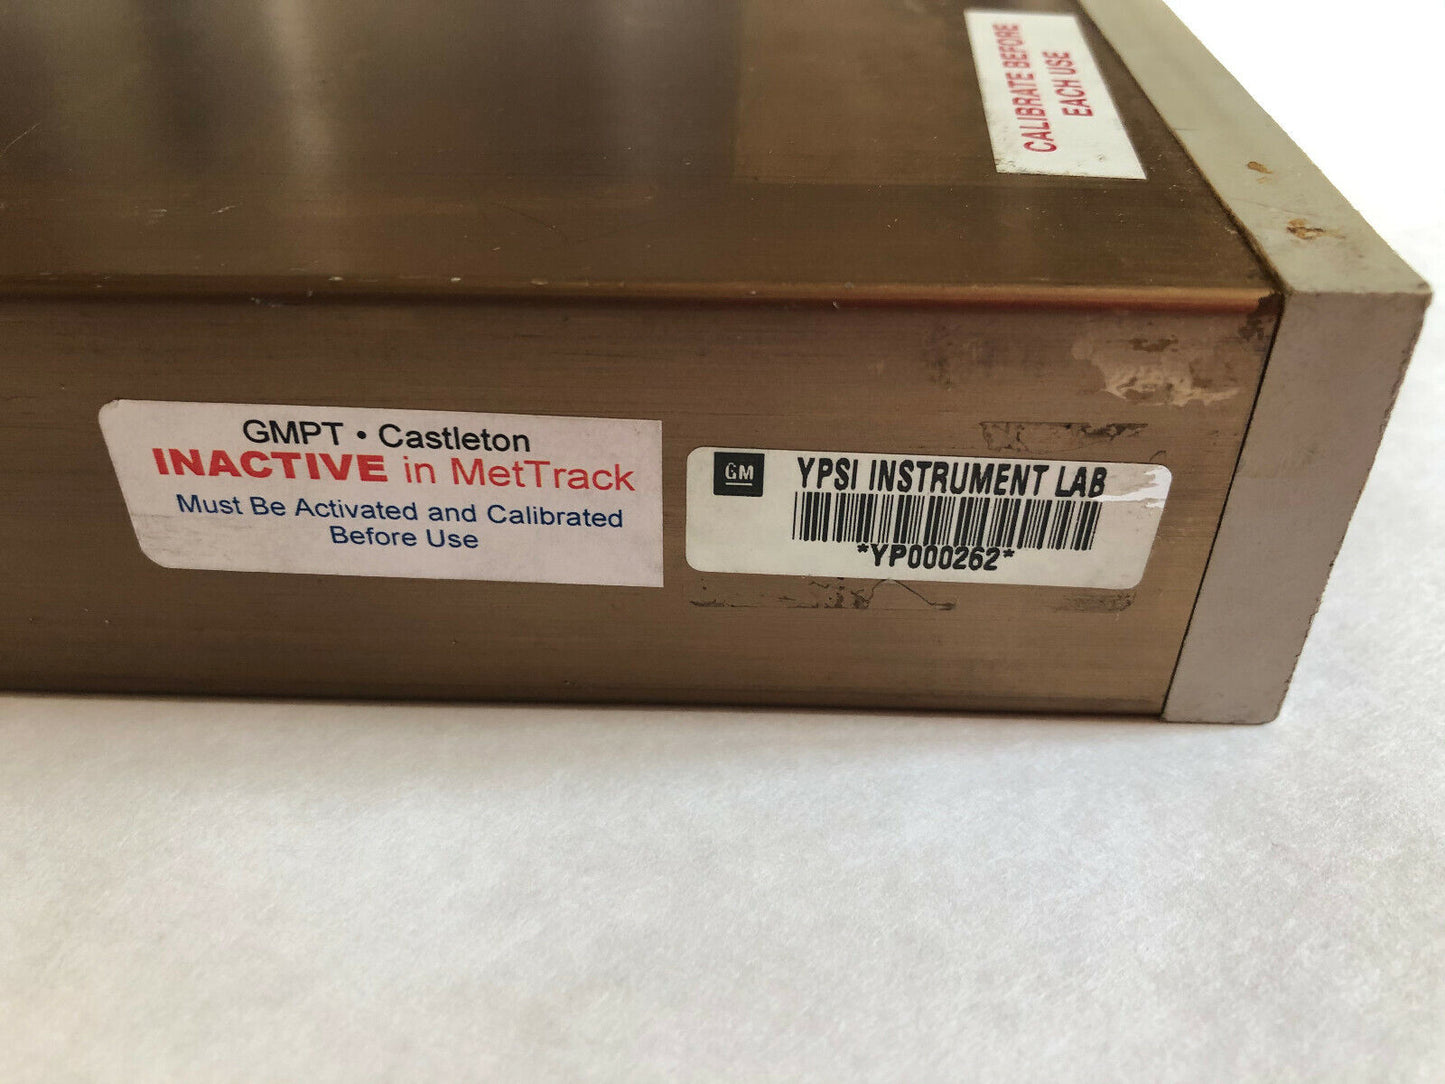 CALIBRATE BEFORE
EACH USE
GMPT • Castleton
INACTIVE in MetTrack
Must Be Activated and Calibrated
Before Use
GM
YPSI INSTRUMENT LAB
*YP000262*